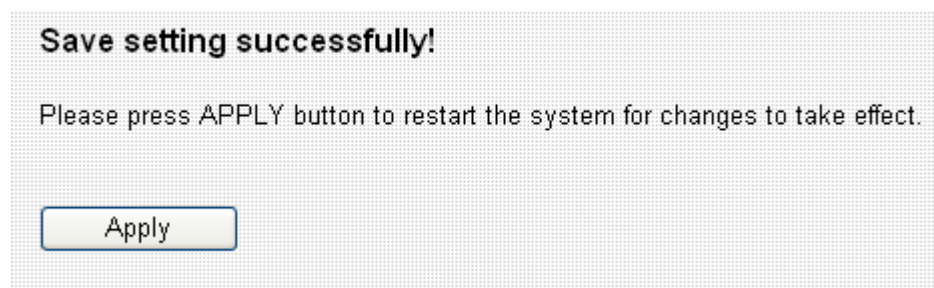 Save setting successfully!
Please press APPLY button to restart the system for changes to take effect.
Apply